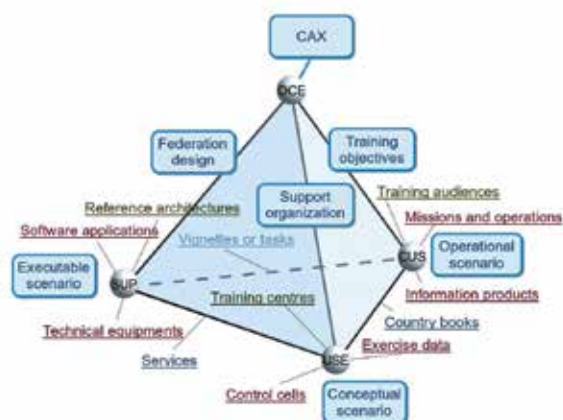 CAX
OCE
Federation
design
Training
objectives
Support
organization
Training audiences
Reference architectures
Missions and operations
Software applications
Vignettes or tasks
CUS
Operational
scenario
Executable
scenario
SUP
Training centres
Information products
Technical equipments
Country books
Services
Exercise data
USE
Control cells
Conceptual
scenario